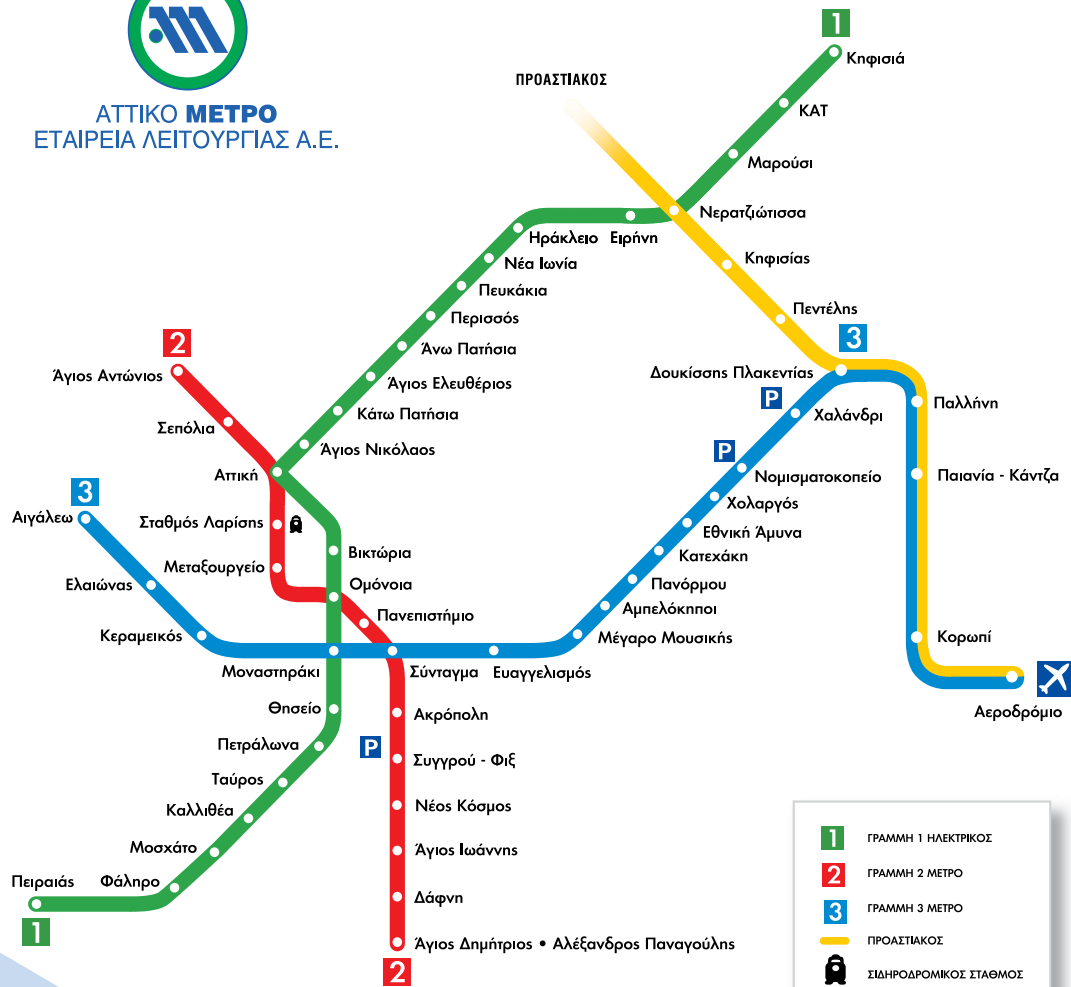 ΑΤΤΙΚΟ ΜΕΤΡΟ
ΕΤΑΙΡΕΙΑ ΛΕΙΤΟΥΡΓΙΑΣ Α.Ε.
1
Κηφισιά
ΠΡΟΑΣΤΙΑΚΟΣ
ΚΑΤ
Μαρούσι
Νερατζιώτισσα
Ηράκλειο
Ειρήνη
Νέα Ιωνία
Κηφισίας
Πευκάκια
Πεντέλης
Περισσός
2
3
Άνω Πατήσια
Άγιος Αντώνιος
Δουκίσσης Πλακεντίας
Άγιος Ελευθέριος
P
Παλλήνη
Κάτω Πατήσια
Χαλάνδρι
Σεπόλια
Άγιος Νικόλαος
P
Αττική
Νομισματοκοπείο
Παιανία - Κάντζα
3
Χολαργός
Αιγάλεω
Σταθμός Λαρίσης
Εθνική Άμυνα
Βικτώρια
Κατεχάκη
Μεταξουργείο
Ελαιώνας
Ομόνοια
Πανόρμου
Πανεπιστήμιο
Αμπελόκηποι
Κεραμεικός
Μέγαρο Μουσικής
Κορωπί
Μοναστηράκι
Σύνταγμα
Ευαγγελισμός
Θησείο
Ακρόπολη
Αεροδρόμιο
Πετράλωνα
P
Συγγρού - Φιξ
Ταύρος
Νέος Κόσμος
Καλλιθέα
Μοσχάτο
Άγιος Ιωάννης
Πειραιάς
Φάληρο
Δάφνη
1
Άγιος Δημήτριος • Αλέξανδρος Παναγούλης
2
1 ΓΡΑΜΜΗ 1 ΗΛΕΚΤΡΙΚΟΣ
2 ΓΡΑΜΜΗ 2 ΜΕΤΡΟ
3 ΓΡΑΜΜΗ 3 ΜΕΤΡΟ
ΠΡΟΑΣΤΙΑΚΟΣ
ΣΙΔΗΡΟΔΡΟΜΙΚΟΣ ΣΤΑΘΜΟΣ